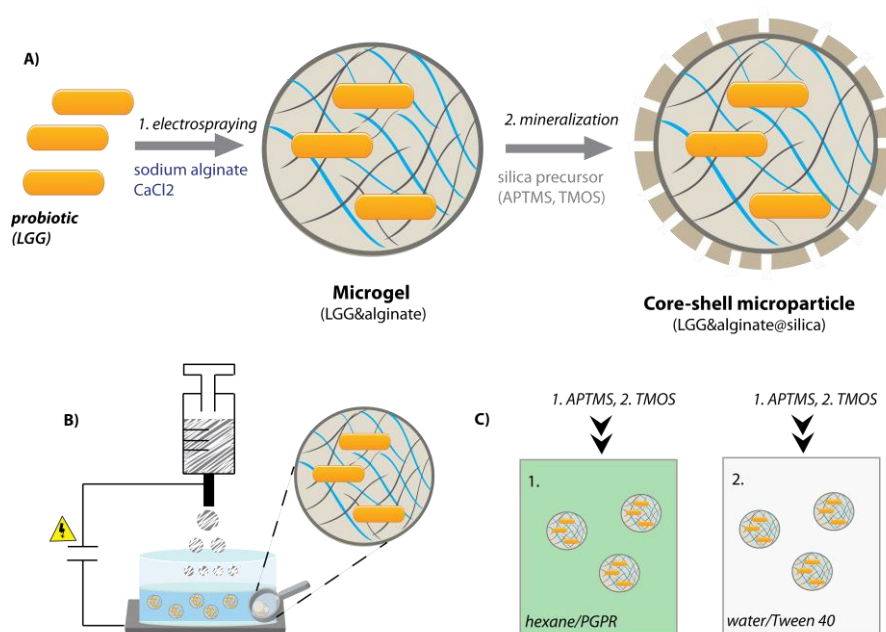 A)
1. electrospraying
sodium alginate
CaCl2
probiotic
(LGG)
2. mineralization
silica precursor
(APTMS, TMOS)
Microgel
(LGG&alginate)
Core-shell microparticle
(LGG&alginate@silica)
B)
C)
1. APTMS, 2. TMOS
1. APTMS, 2. TMOS
1.
2.
hexane/PGPR
water/Tween 40